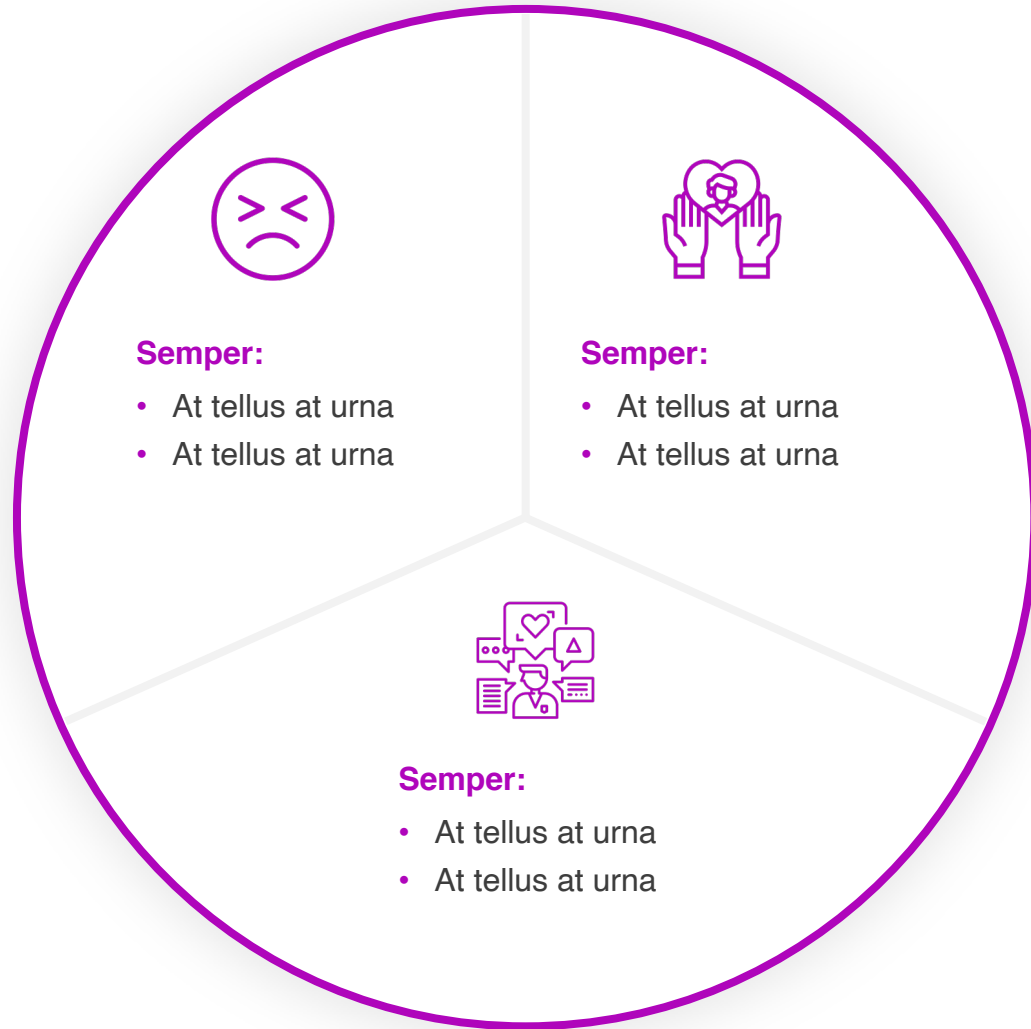 Semper:
• At tellus at urna
• At tellus at urna
Semper:
• At tellus at urna
• At tellus at urna
Semper:
• At tellus at urna
• At tellus at urna